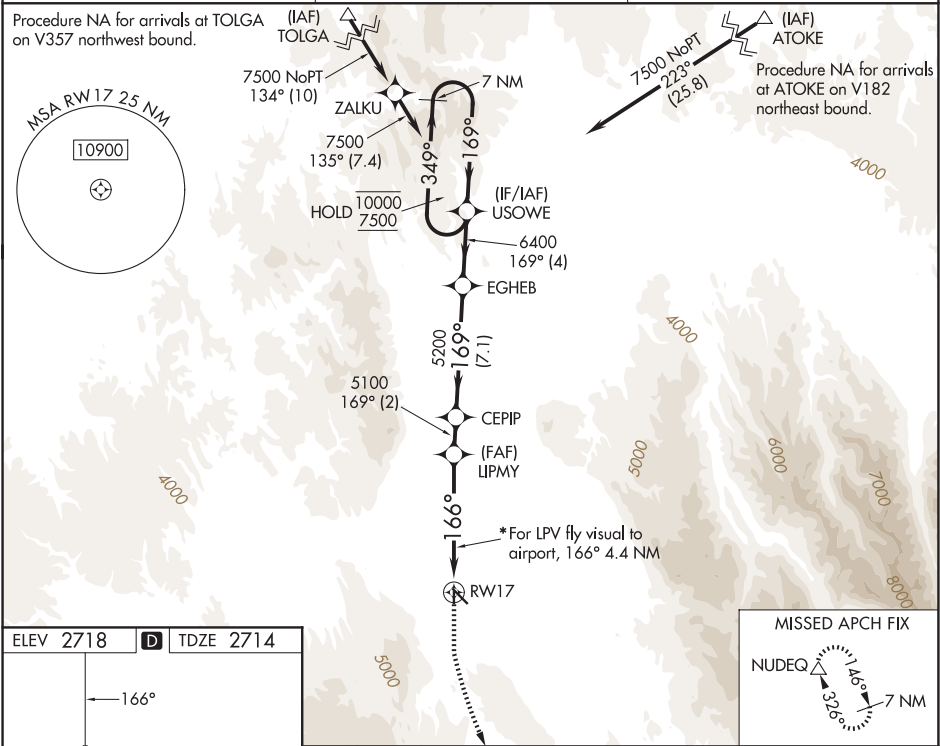 Procedure NA for arrivals at TOLGA
on V357 northwest bound.
(IAF)
TOLGA
(IAF)
ATOKE
7500 NoPT
134° (10)
7 NM
7500 NoPT
223°
(25.8)
Procedure NA for arrivals
at ATOKE on V182
northeast bound.
MSA RW17 25 NM
10900
ZALKU
7500
135° (7.4)
349°
169°
4000
HOLD
10000
7500
(IF/IAF)
USOWE
6400
169° (4)
EGHEB
5200
169°
(7.1)
4000
5100
169° (2)
CEPIP
(FAF)
LIPMY
5000
6000
7000
4000
166°
*For LPV fly visual to
airport, 166° 4.4 NM
8000
RW17
ELEV 2718 D TDZE 2714
166°
5000
MISSED APCH FIX
NUDEQ
146°
326°
7 NM